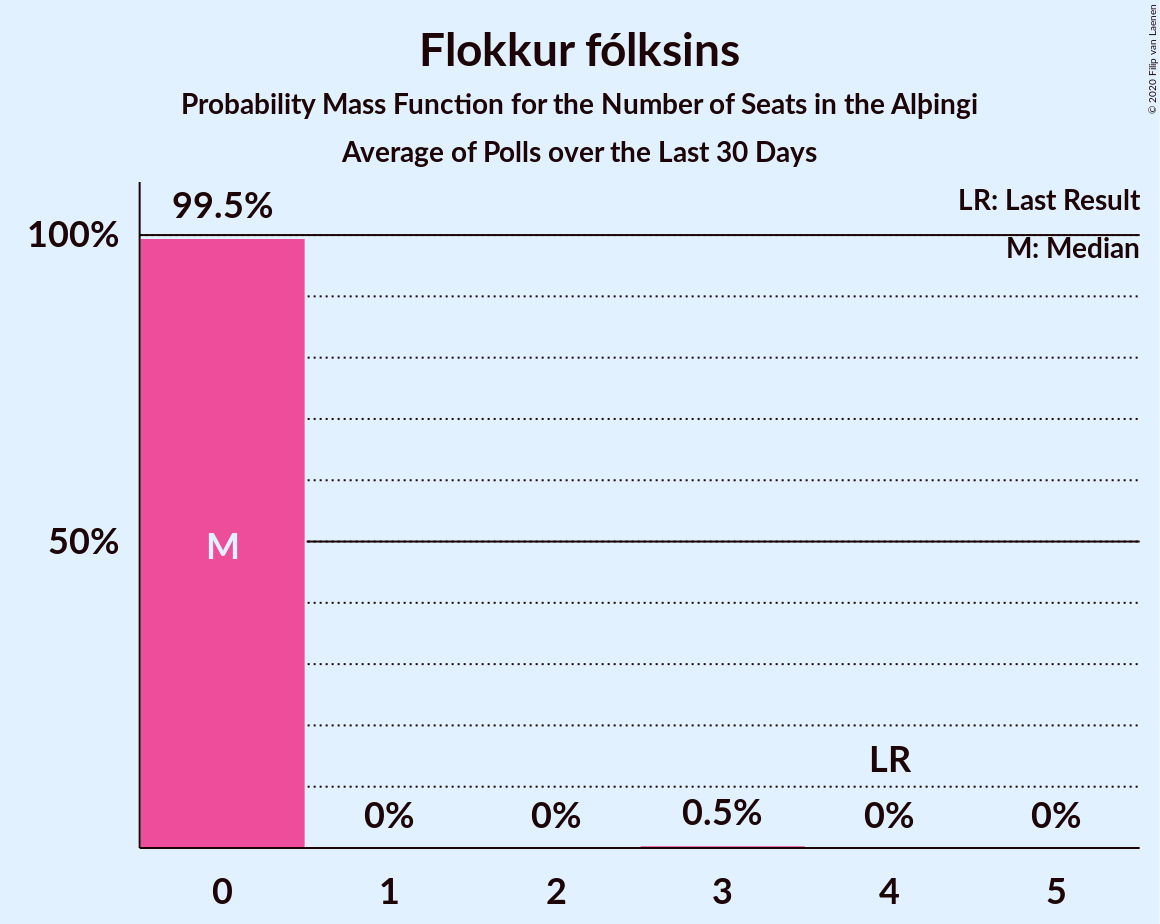 Flokkur fólksins
Probability Mass Function for the Number of Seats in the Alþingi
Average of Polls over the Last 30 Days
© 2020 Filip van Laenen
LR: Last Result
M: Median
99.5%
100%
50%
M
LR
0% 0% 0.5% 0% 0%
0 1 2 3 4 5